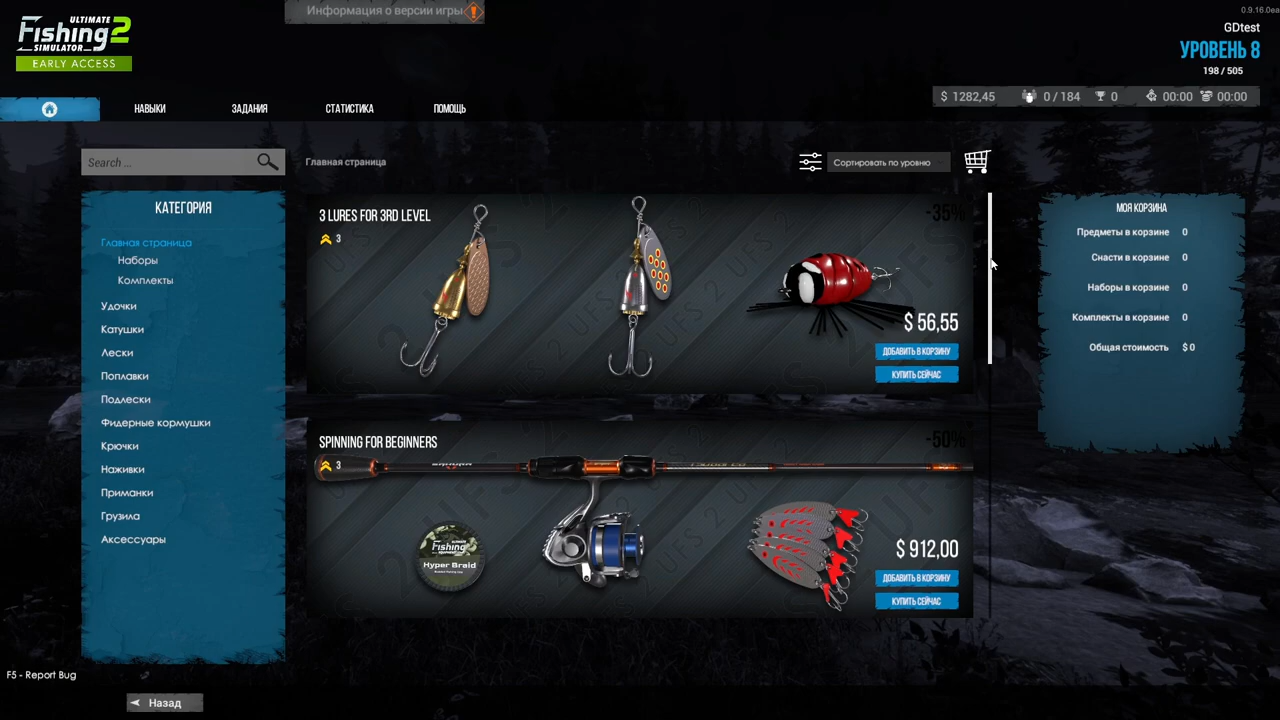 Информация о версии игры
0.9.16.0ea
ULTIMATE
Fishing 2
SIMULATOR
EARLY ACCESS
GDtest
УРОВЕНЬ 8
198 / 505
НАВЫКИ
ЗАДАНИЯ
СТАТИСТИКА
ПОМОЩЬ
$ 1282,45
0 / 184
0
00:00
00:00
Search ...
Главная страница
Сортировать по уровню
КАТЕГОРИЯ
Главная страница
Наборы
Комплекты
Удочки
Катушки
Лески
Поплавки
Подлески
Фидерные кормушки
Крючки
Наживки
Приманки
Грузила
Аксессуары
3 LURES FOR 3RD LEVEL
-35%
3
$ 56,55
ДОБАВИТЬ В КОРЗИНУ
КУПИТЬ СЕЙЧАС
SPINNING FOR BEGINNERS
-50%
3
Fishing
Hyper Braid
$ 912,00
ДОБАВИТЬ В КОРЗИНУ
КУПИТЬ СЕЙЧАС
МОЯ КОРЗИНА
Предметы в корзине 0
Снасти в корзине 0
Наборы в корзине 0
Комплекты в корзине 0
Общая стоимость $ 0
F5 - Report Bug
Назад